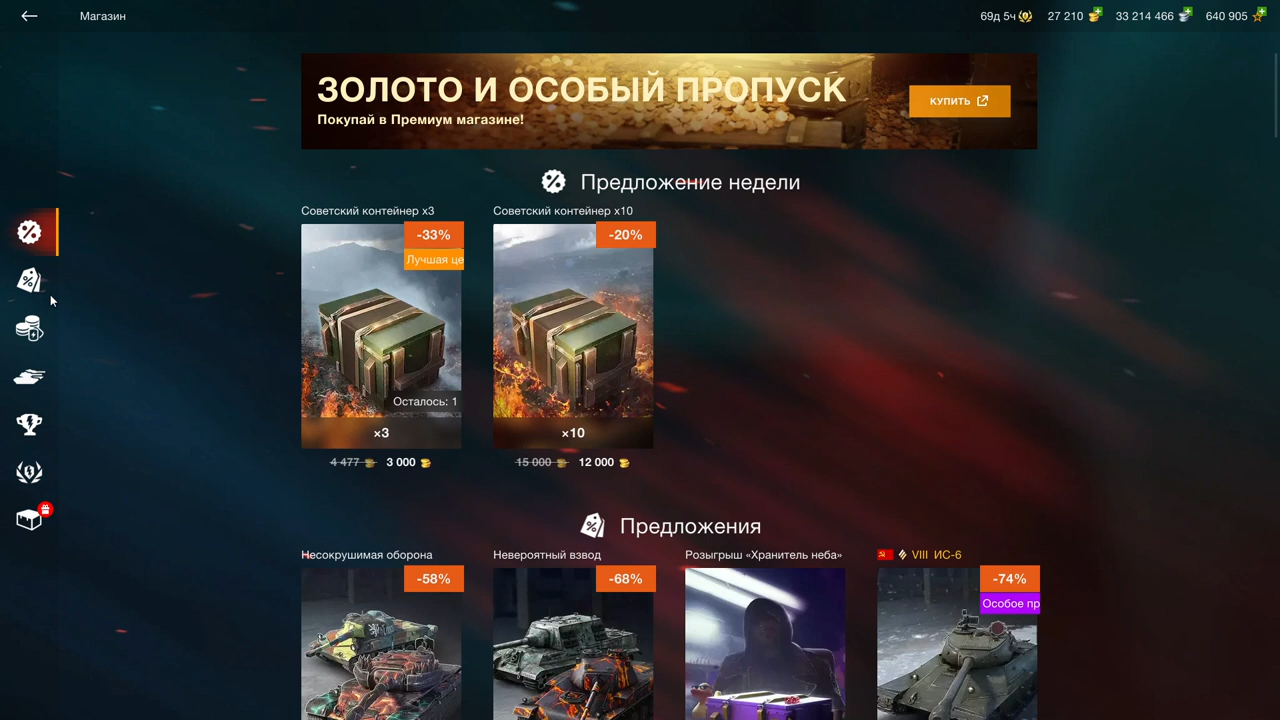 Магазин
69д 5ч
27 210
33 214 466
640 905
ЗОЛОТО И ОСОБЫЙ ПРОПУСК
Покупай в Премиум магазине!
КУПИТЬ
Предложение недели
Советский контейнер x3
Советский контейнер x10
-33%
-20%
Лучшая це
Осталось: 1
×3
×10
4 477 3 000
15 000 12 000
Предложения
Несокрушимая оборона
Невероятный взвод
Розыгрыш «Хранитель неба»
VIII ИС-6
-58%
-68%
-74%
Особое пр